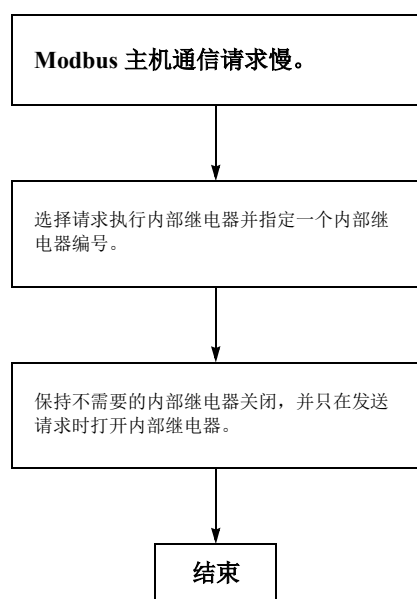 Modbus 主机通信请求慢。
选择请求执行内部继电器并指定一个内部继
电器编号。
保持不需要的内部继电器关闭，并只在发送
请求时打开内部继电器。
结束